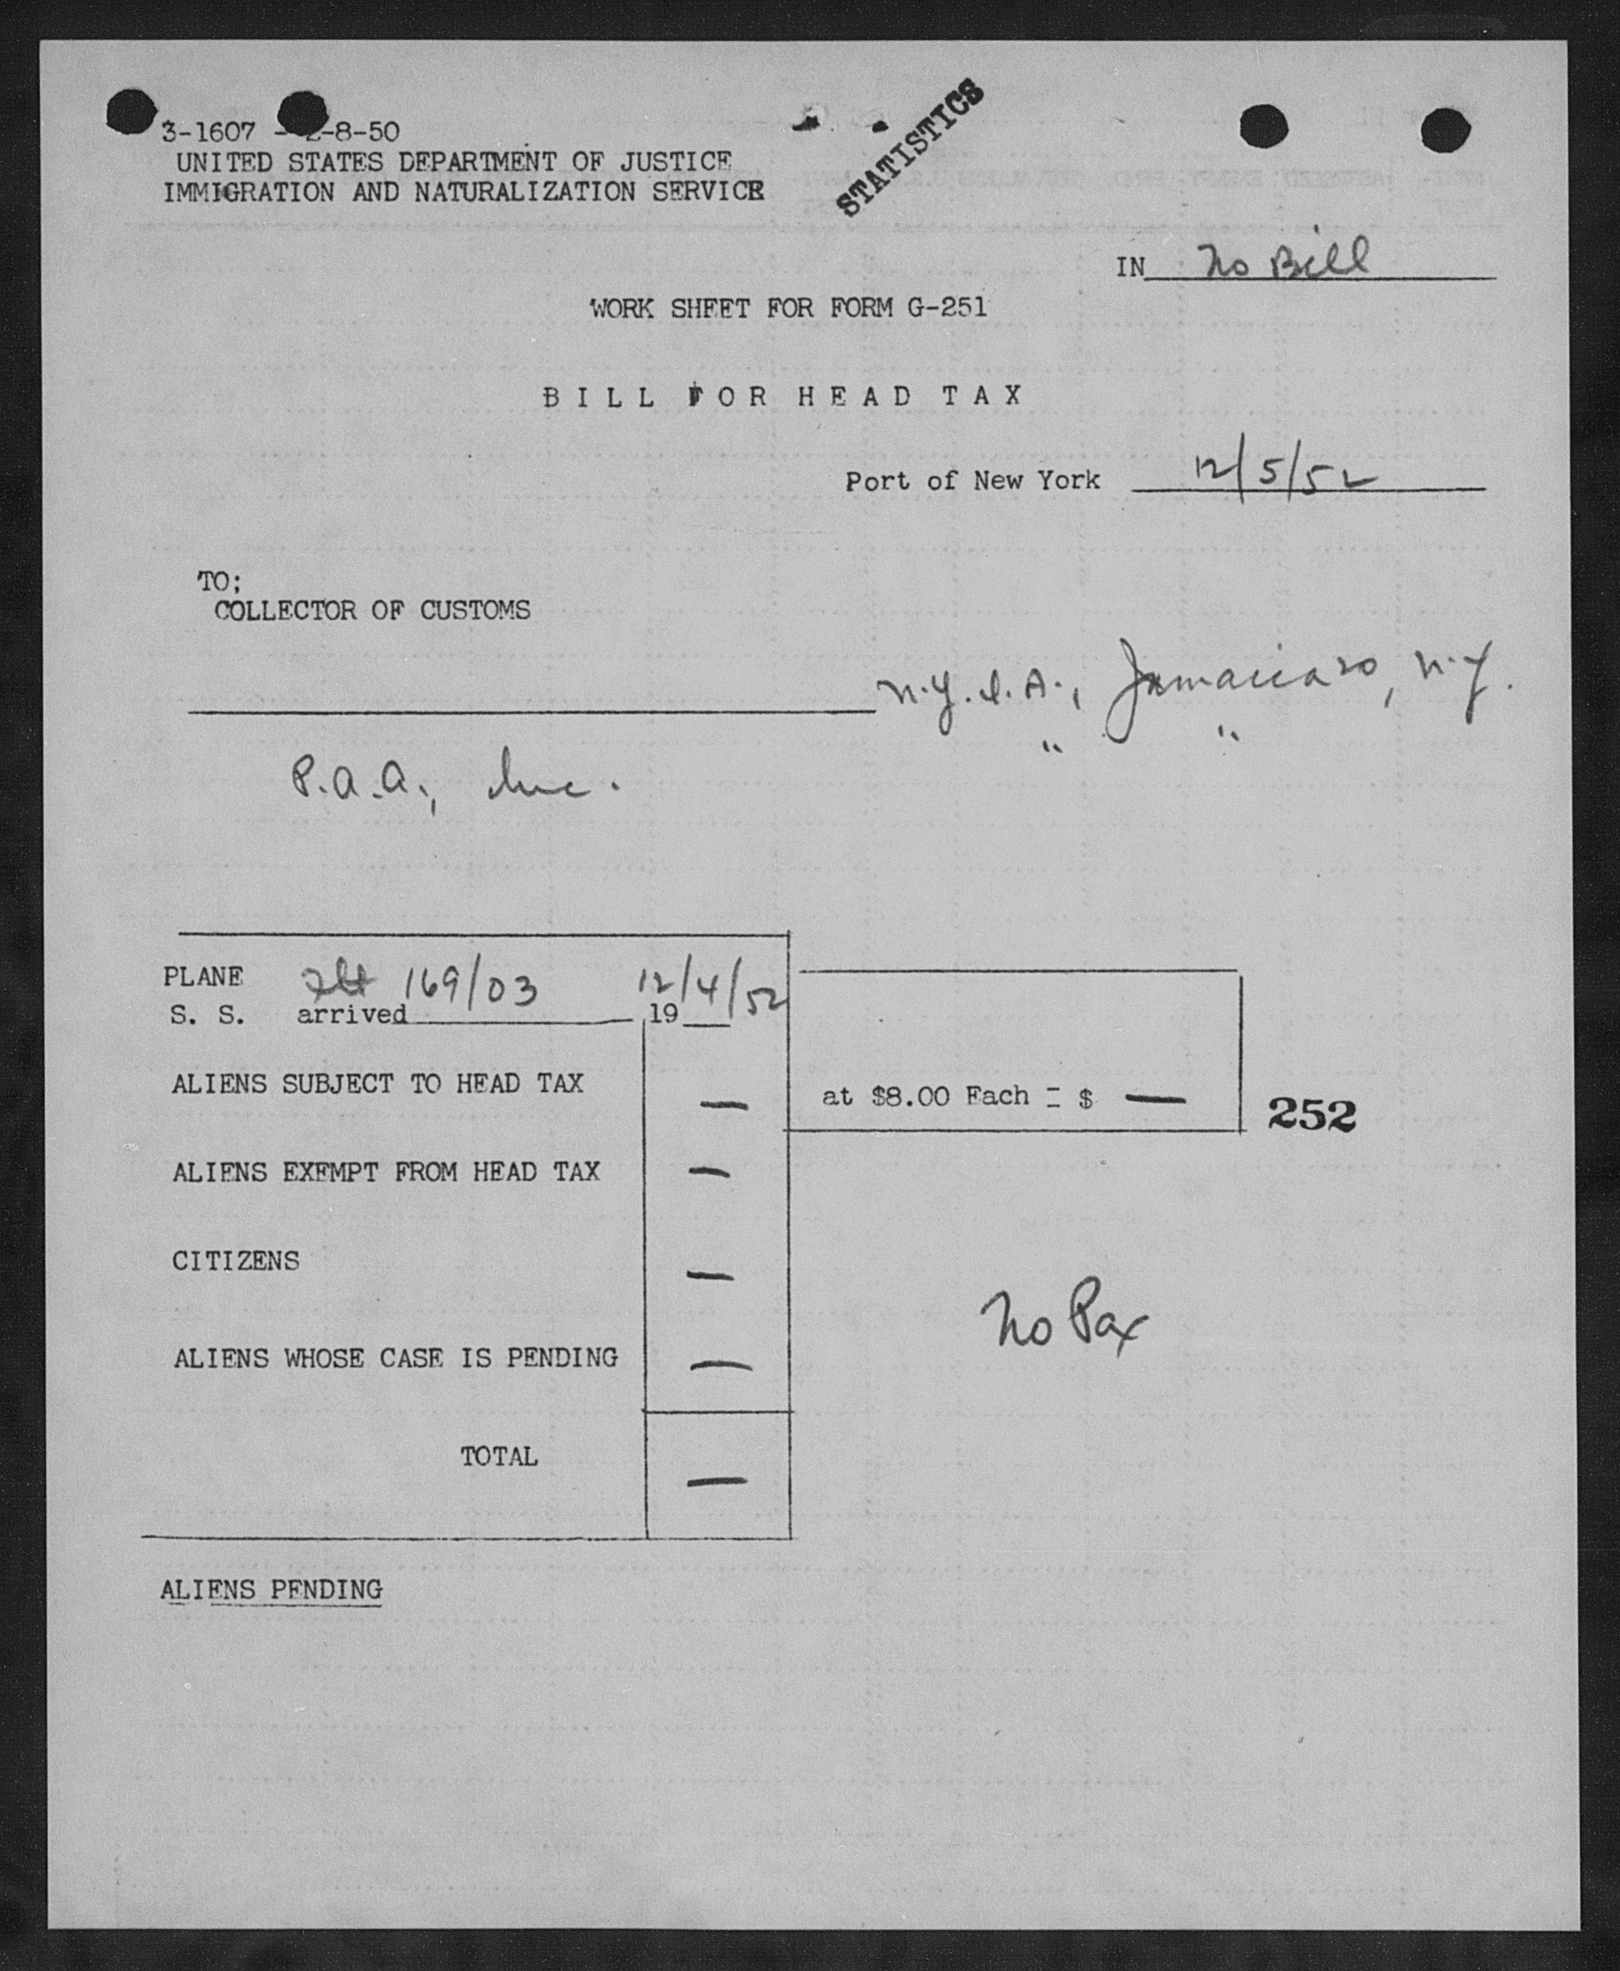 3-1607 - 2-8-50
UNITED STATES DEPARTMENT OF JUSTICE
IMMIGRATION AND NATURALIZATION SERVICE
STATISTICS
IN No Bill
WORK SHEET FOR FORM G-251
BILL FOR HEAD TAX
Port of New York 12/5/52
TO:
COLLECTOR OF CUSTOMS
N.Y.I.A., Jamaica 30, N.Y.
" "
P.A.A., Inc.
PLANE Flt 169/03 12/4/52
S. S. arrived 19
ALIENS SUBJECT TO HEAD TAX — at $8.00 Each = $ —
252
ALIENS EXEMPT FROM HEAD TAX —
CITIZENS —
No Pax
ALIENS WHOSE CASE IS PENDING —
TOTAL —
ALIENS PENDING